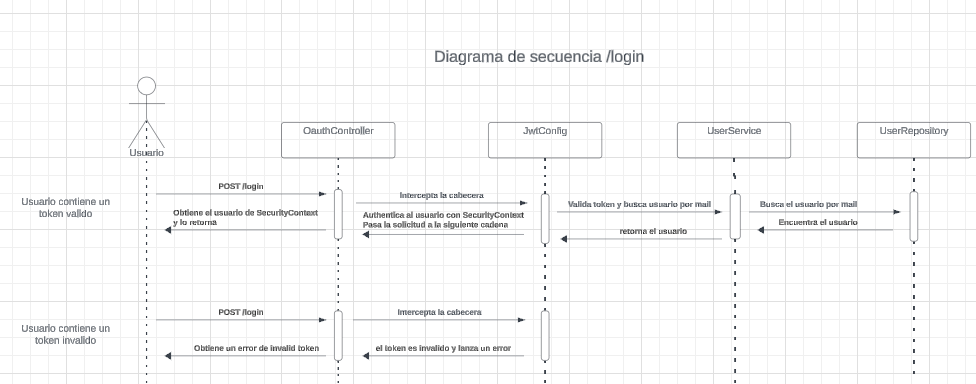 Diagrama de secuencia /login
Usuario
OauthController
JwtConfig
UserService
UserRepository
Usuario contiene un
token valido
POST /login
Intercepta la cabecera
Valida token y busca usuario por mail
Busca el usuario por mail
Obtiene el usuario de SecurityContext
y lo retorna
Authentica al usuario con SecurityContext
Pasa la solicitud a la siguiente cadena
retorna el usuario
Encuentra el usuario
Usuario contiene un
token invalido
POST /login
Intercepta la cabecera
Obtiene un error de invalid token
el token es invalido y lanza un error